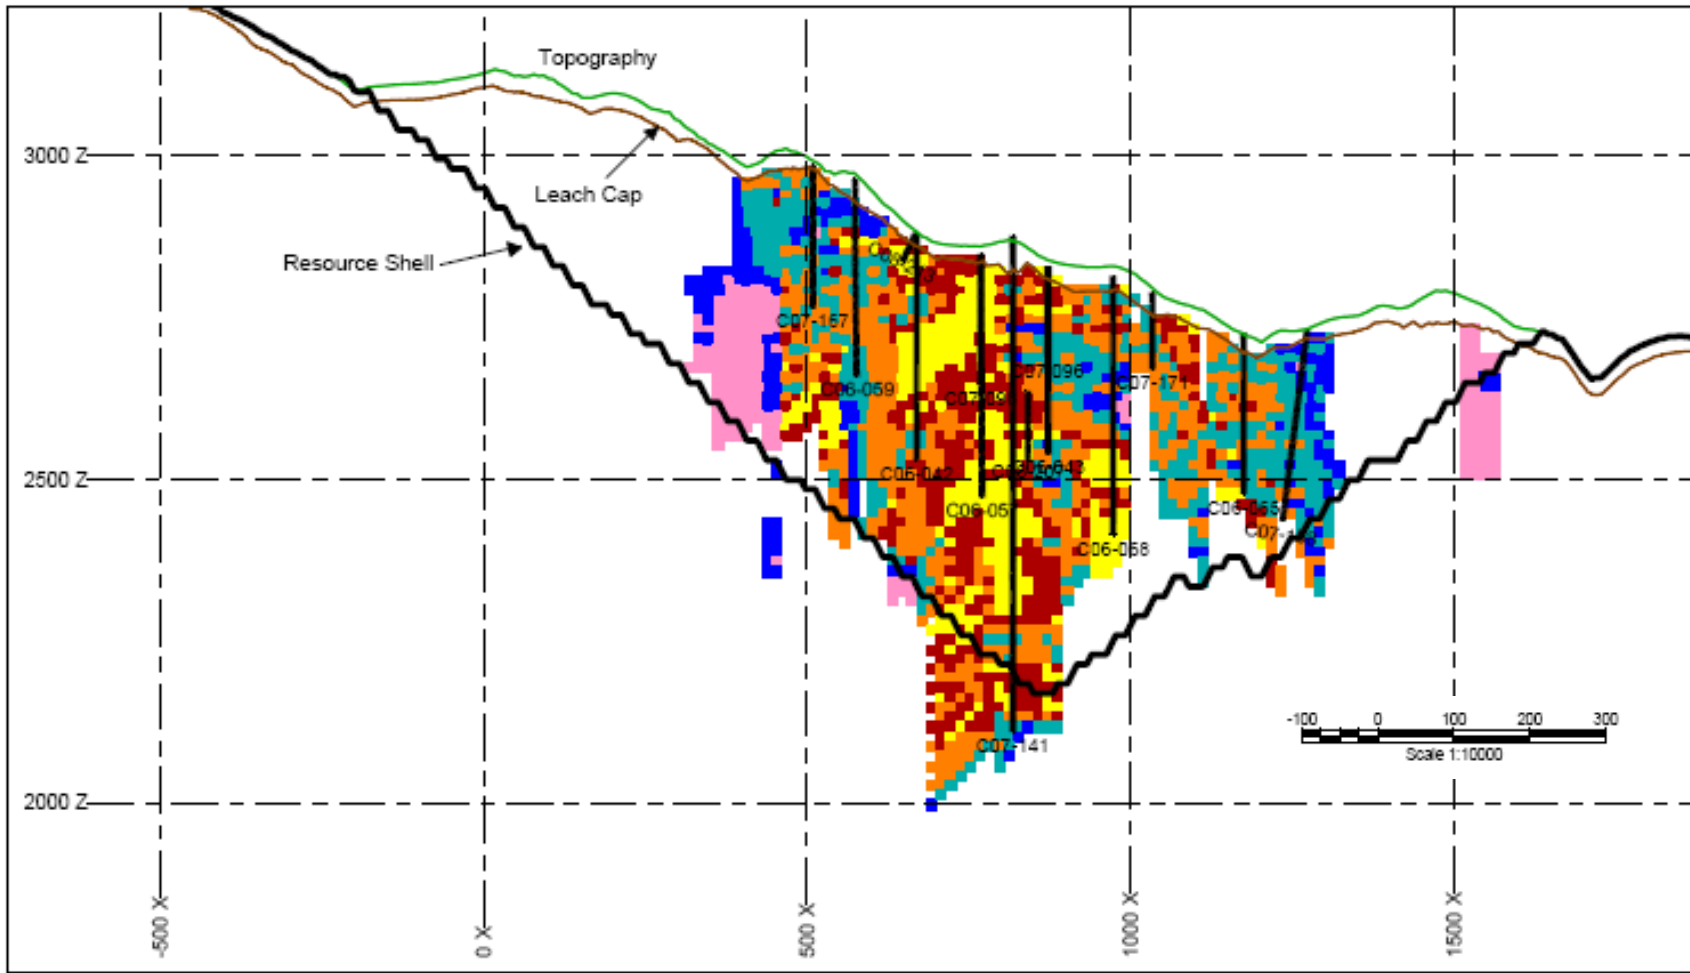 Topography
3000 Z
Leach Cap
Resource Shell
C07-167
C07-096
C07-171
C06-059
C06-042
2500 Z
C06-057
C06-058
C07-141
-100 0 100 200 300
Scale 1:10000
2000 Z
-500 X
0 X
500 X
1000 X
1500 X